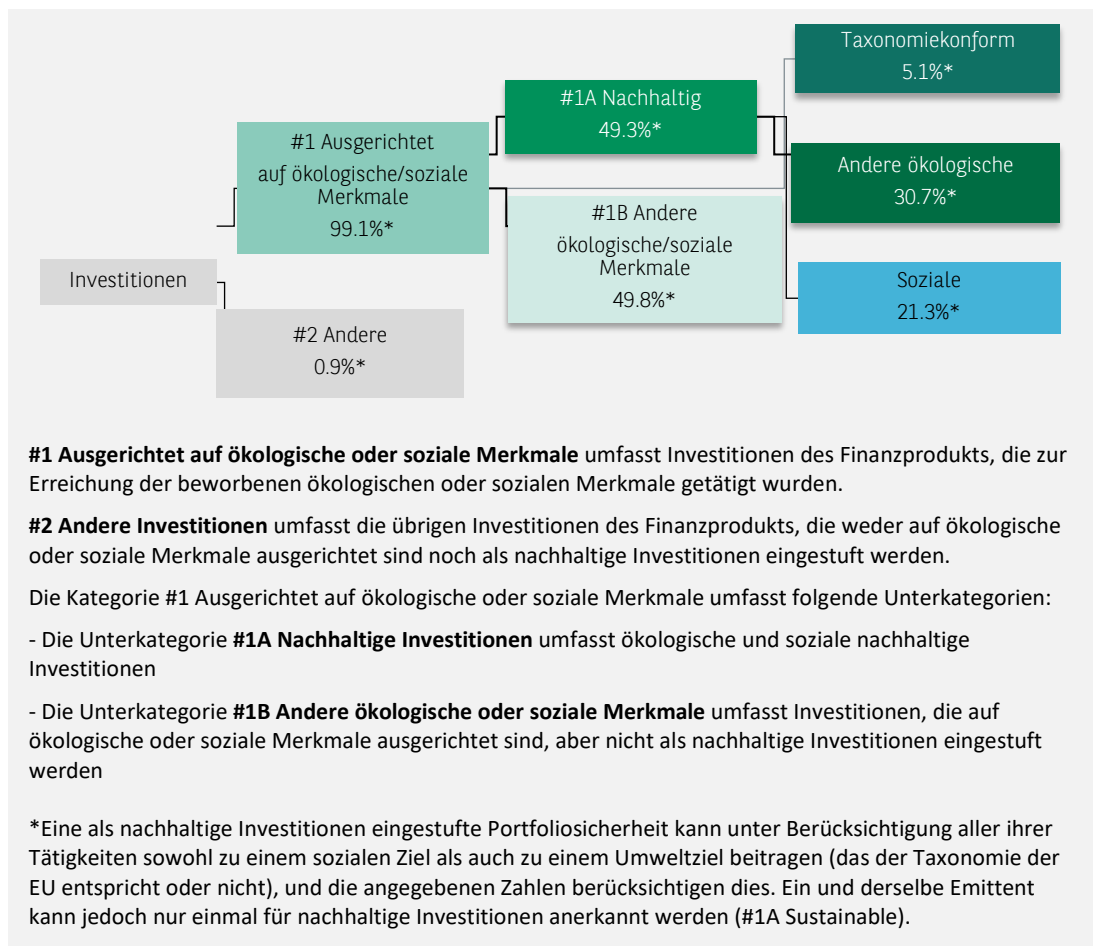 Taxonomiekonform
5.1%*
#1A Nachhaltig
49.3%*
#1 Ausgerichtet
auf ökologische/soziale
Merkmale
99.1%*
Andere ökologische
30.7%*
#1B Andere
ökologische/soziale
Merkmale
49.8%*
Investitionen
Soziale
21.3%*
#2 Andere
0.9%*
#1 Ausgerichtet auf ökologische oder soziale Merkmale umfasst Investitionen des Finanzprodukts, die zur
Erreichung der beworbenen ökologischen oder sozialen Merkmale getätigt wurden.
#2 Andere Investitionen umfasst die übrigen Investitionen des Finanzprodukts, die weder auf ökologische
oder soziale Merkmale ausgerichtet sind noch als nachhaltige Investitionen eingestuft werden.
Die Kategorie #1 Ausgerichtet auf ökologische oder soziale Merkmale umfasst folgende Unterkategorien:
- Die Unterkategorie #1A Nachhaltige Investitionen umfasst ökologische und soziale nachhaltige
Investitionen
- Die Unterkategorie #1B Andere ökologische oder soziale Merkmale umfasst Investitionen, die auf
ökologische oder soziale Merkmale ausgerichtet sind, aber nicht als nachhaltige Investitionen eingestuft
werden
*Eine als nachhaltige Investitionen eingestufte Portfoliosicherheit kann unter Berücksichtigung aller ihrer
Tätigkeiten sowohl zu einem sozialen Ziel als auch zu einem Umweltziel beitragen (das der Taxonomie der
EU entspricht oder nicht), und die angegebenen Zahlen berücksichtigen dies. Ein und derselbe Emittent
kann jedoch nur einmal für nachhaltige Investitionen anerkannt werden (#1A Sustainable).